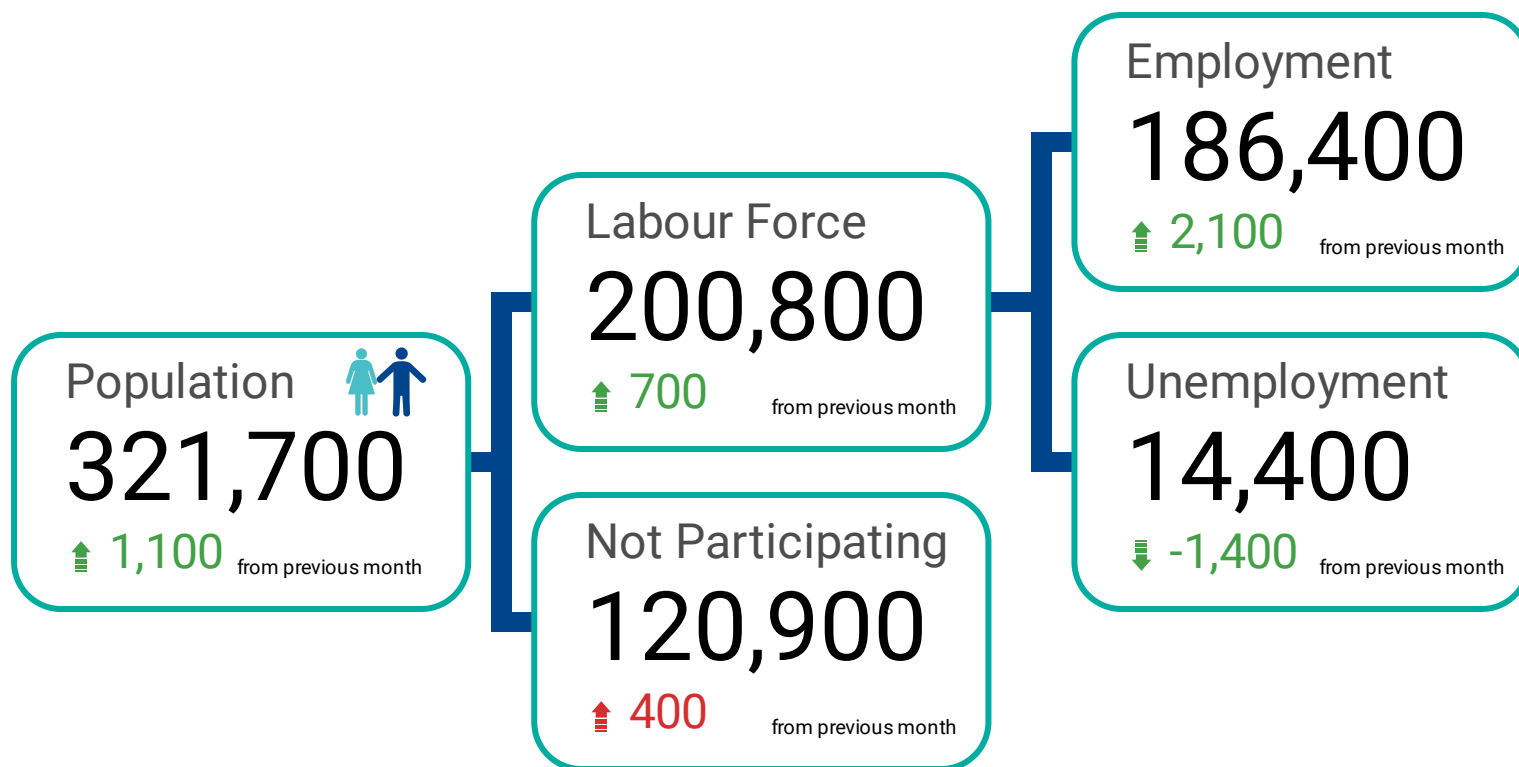 Population
321,700
1,100 from previous month
Labour Force
200,800
700 from previous month
Not Participating
120,900
400 from previous month
Employment
186,400
2,100 from previous month
Unemployment
14,400
-1,400 from previous month